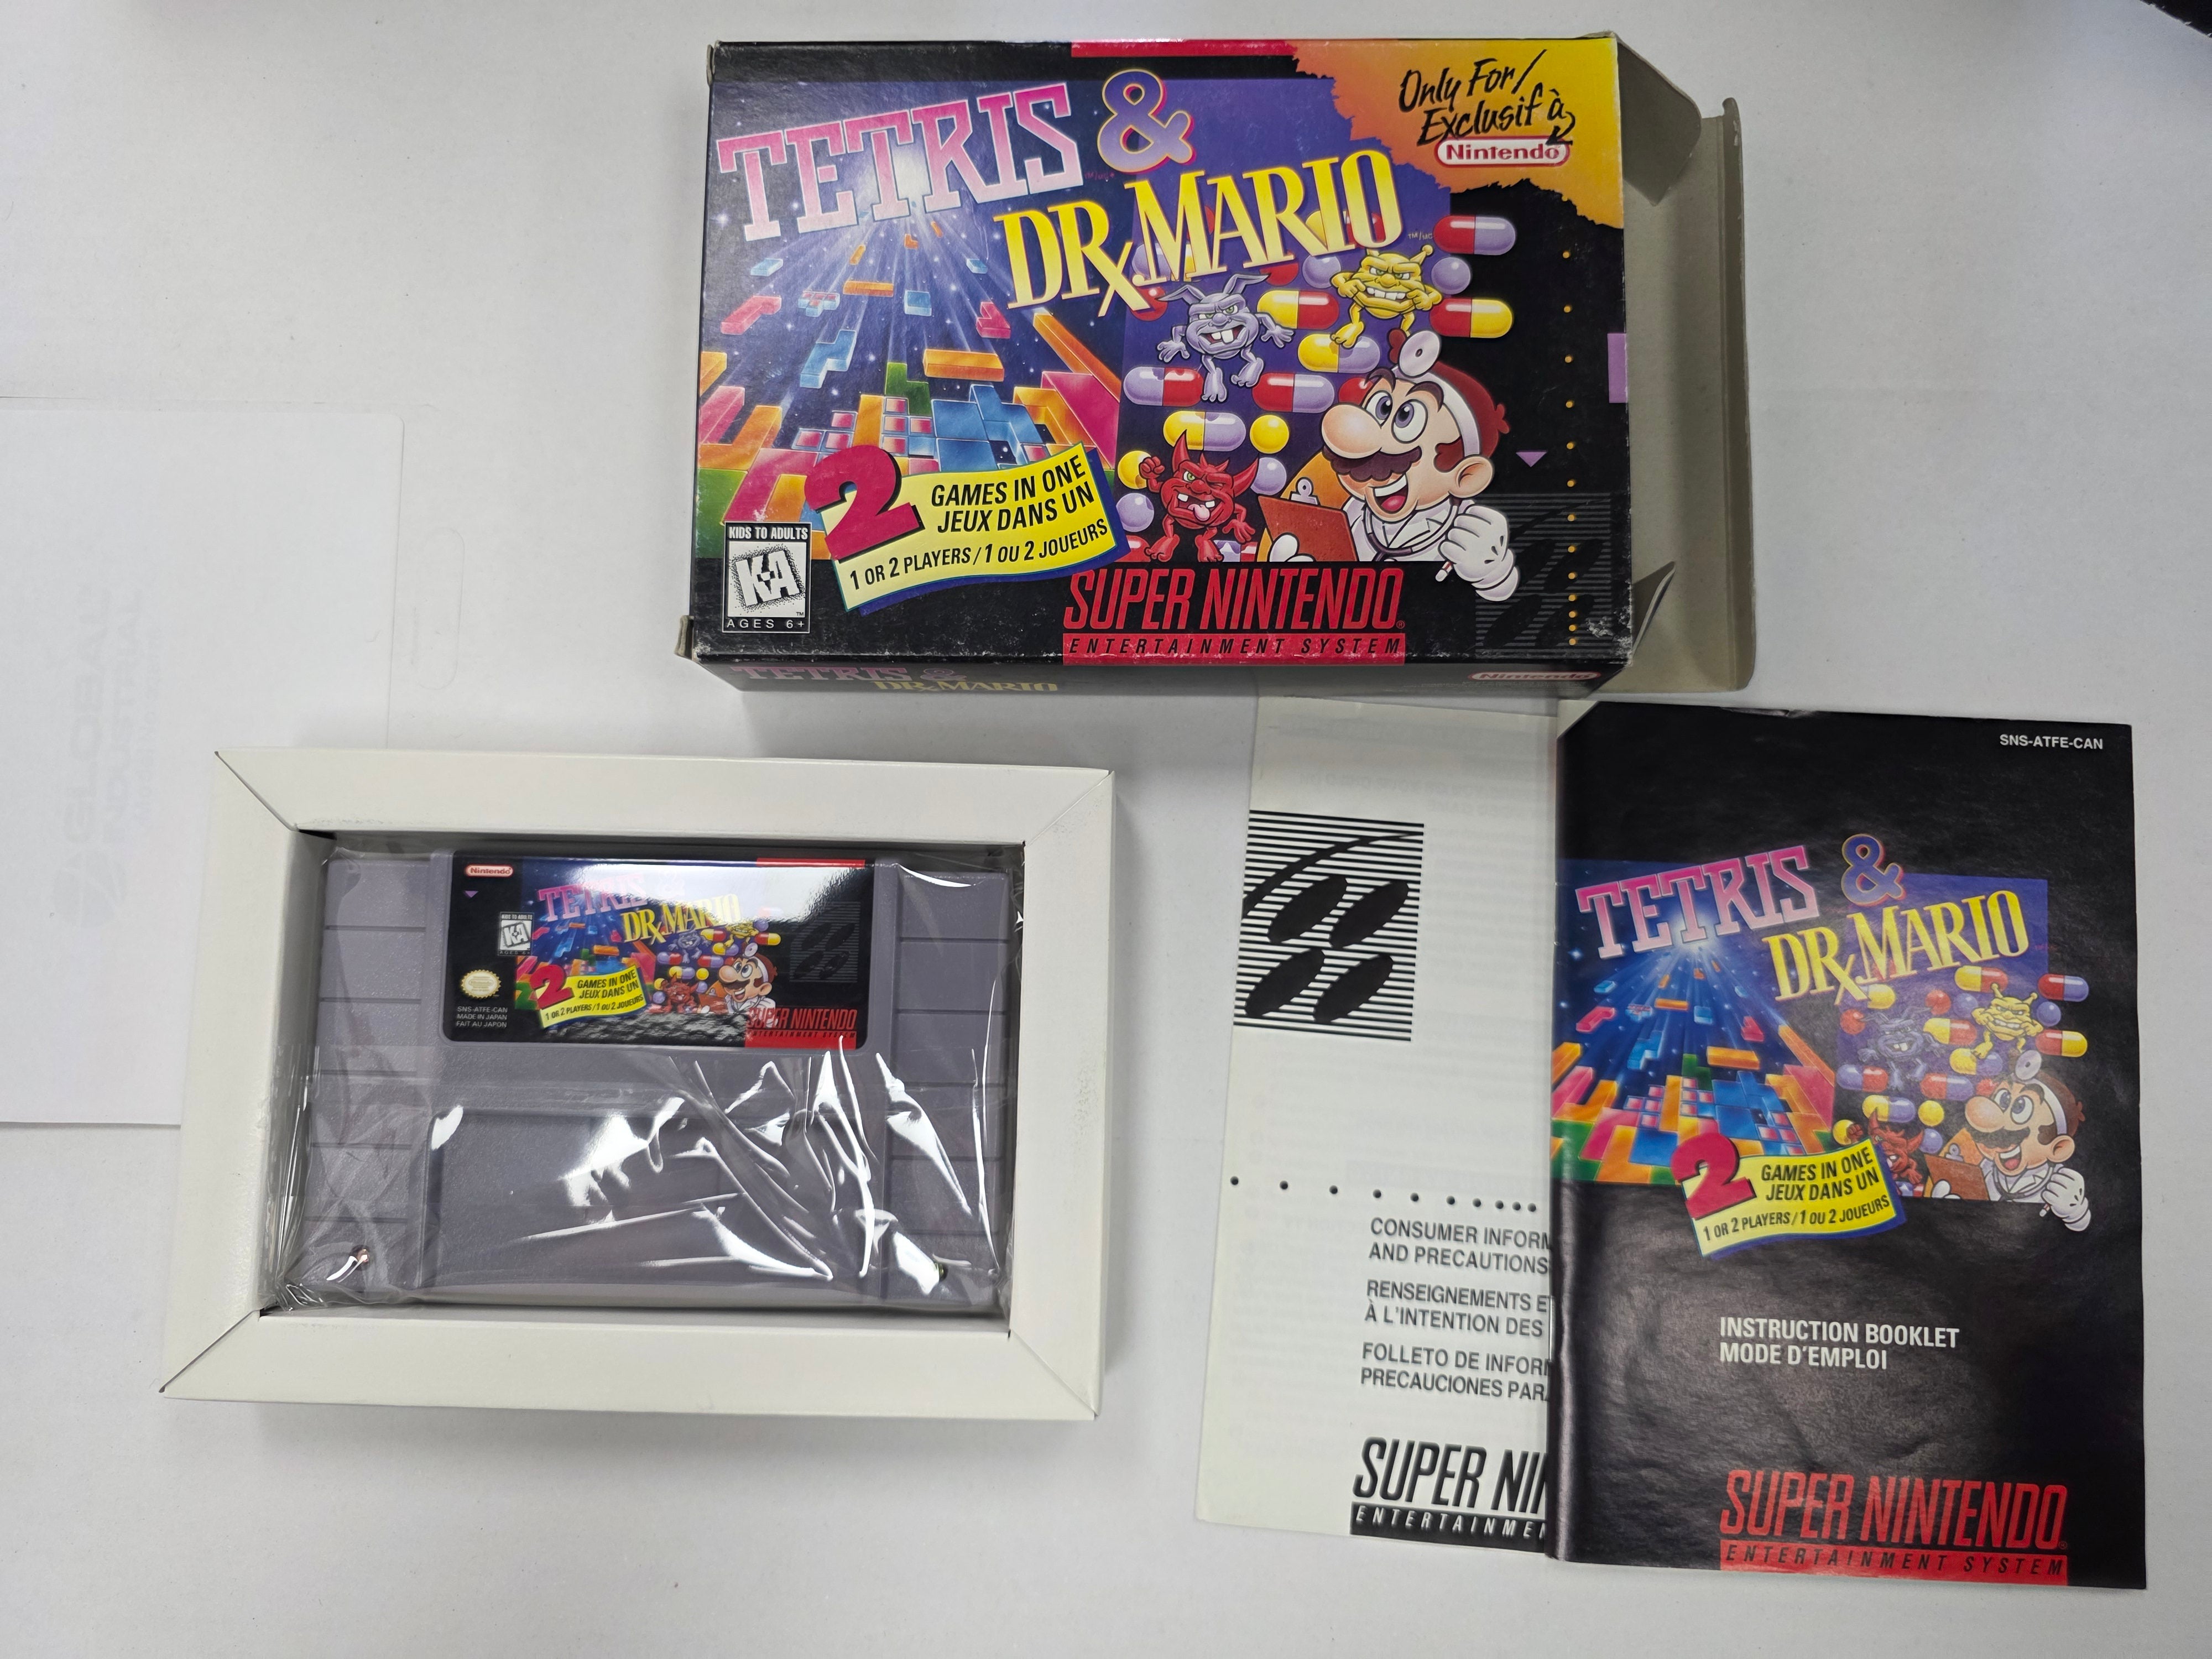 TETRIS &
DR. MARIO
Only For/
Exclusif à
Nintendo
2 GAMES IN ONE
JEUX DANS UN
1 OR 2 PLAYERS / 1 OU 2 JOUEURS
KIDS TO ADULTS
K-A
AGES 6+
SUPER NINTENDO
ENTERTAINMENT SYSTEM
TETRIS &
DR. MARIO
Nintendo
Nintendo
TETRIS &
DR. MARIO
KIDS TO ADULTS
K-A
2 GAMES IN ONE
JEUX DANS UN
1 OR 2 PLAYERS / 1 OU 2 JOUEURS
SNS-ATFE-CAN
MADE IN JAPAN
FAIT AU JAPON
SUPER NINTENDO
ENTERTAINMENT SYSTEM
CONSUMER INFORM
AND PRECAUTIONS
RENSEIGNEMENTS E
À L'INTENTION DES
FOLLETO DE INFOR
PRECAUCIONES PAR
SUPER NI
ENTERTAINME
SNS-ATFE-CAN
TETRIS &
DR. MARIO
2 GAMES IN ONE
JEUX DANS UN
1 OR 2 PLAYERS / 1 OU 2 JOUEURS
INSTRUCTION BOOKLET
MODE D'EMPLOI
SUPER NINTENDO
ENTERTAINMENT SYSTEM